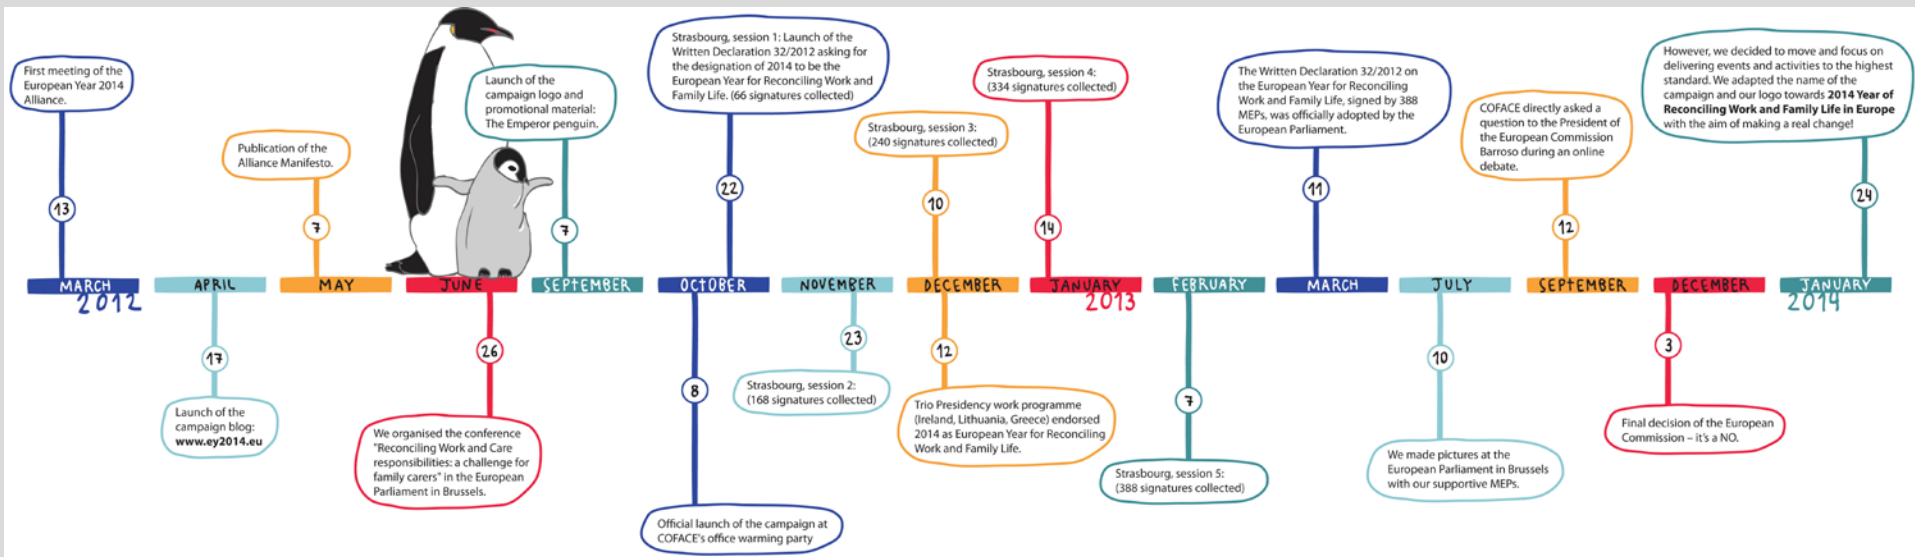 First meeting of the
European Year 2014
Alliance.
13
MARCH
2012
APRIL
17
Launch of the
campaign blog:
www.ey2014.eu
Publication of the
Alliance Manifesto.
7
MAY
JUNE
26
We organised the conference
"Reconciling Work and Care
responsibilities: a challenge for
family carers" in the European
Parliament in Brussels.
Launch of the
campaign logo and
promotional material:
The Emperor penguin.
7
SEPTEMBER
Strasbourg, session 1: Launch of the
Written Declaration 32/2012 asking for
the designation of 2014 to be the
European Year for Reconciling Work and
Family Life. (66 signatures collected)
22
OCTOBER
8
Official launch of the campaign at
COFACE's office warming party
NOVEMBER
23
Strasbourg, session 2:
(168 signatures collected)
Strasbourg, session 3:
(240 signatures collected)
10
DECEMBER
12
Trio Presidency work programme
(Ireland, Lithuania, Greece) endorsed
2014 as European Year for Reconciling
Work and Family Life.
Strasbourg, session 4:
(334 signatures collected)
14
JANUARY
2013
FEBRUARY
7
Strasbourg, session 5:
(388 signatures collected)
The Written Declaration 32/2012 on
the European Year for Reconciling
Work and Family Life, signed by 388
MEPs, was officially adopted by the
European Parliament.
11
MARCH
JULY
10
We made pictures at the
European Parliament in Brussels
with our supportive MEPs.
COFACE directly asked a
question to the President of
the European Commission
Barroso during an online
debate.
12
SEPTEMBER
DECEMBER
3
Final decision of the European
Commission – it's a NO.
However, we decided to move and focus on
delivering events and activities to the highest
standard. We adapted the name of the
campaign and our logo towards 2014 Year of
Reconciling Work and Family Life in Europe
with the aim of making a real change!
24
JANUARY
2014